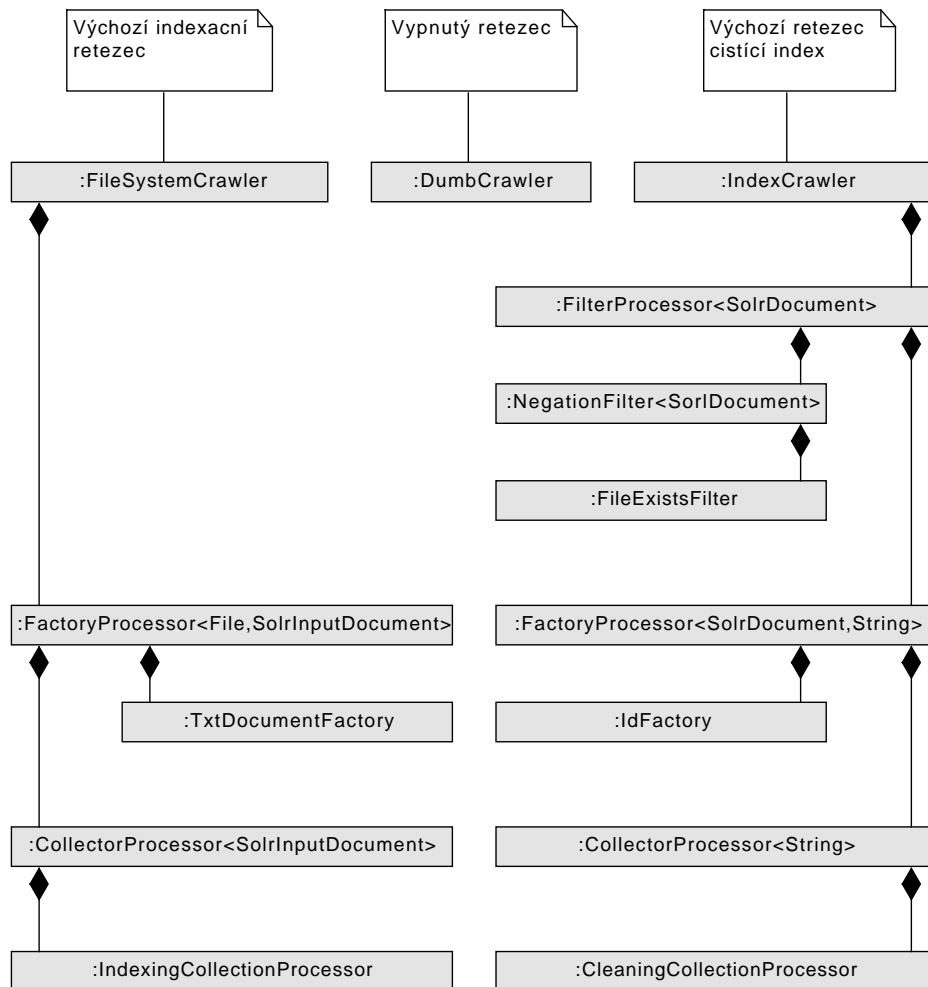 Výchozí indexacní
retezec
Vypnutý retezec
Výchozí retezec
cistící index
:FileSystemCrawler
:DumbCrawler
:IndexCrawler
:FilterProcessor<SolrDocument>
:NegationFilter<SorlDocument>
:FileExistsFilter
:FactoryProcessor<File,SolrInputDocument>
:FactoryProcessor<SolrDocument,String>
:TxtDocumentFactory
:IdFactory
:CollectorProcessor<SolrInputDocument>
:CollectorProcessor<String>
:IndexingCollectionProcessor
:CleaningCollectionProcessor